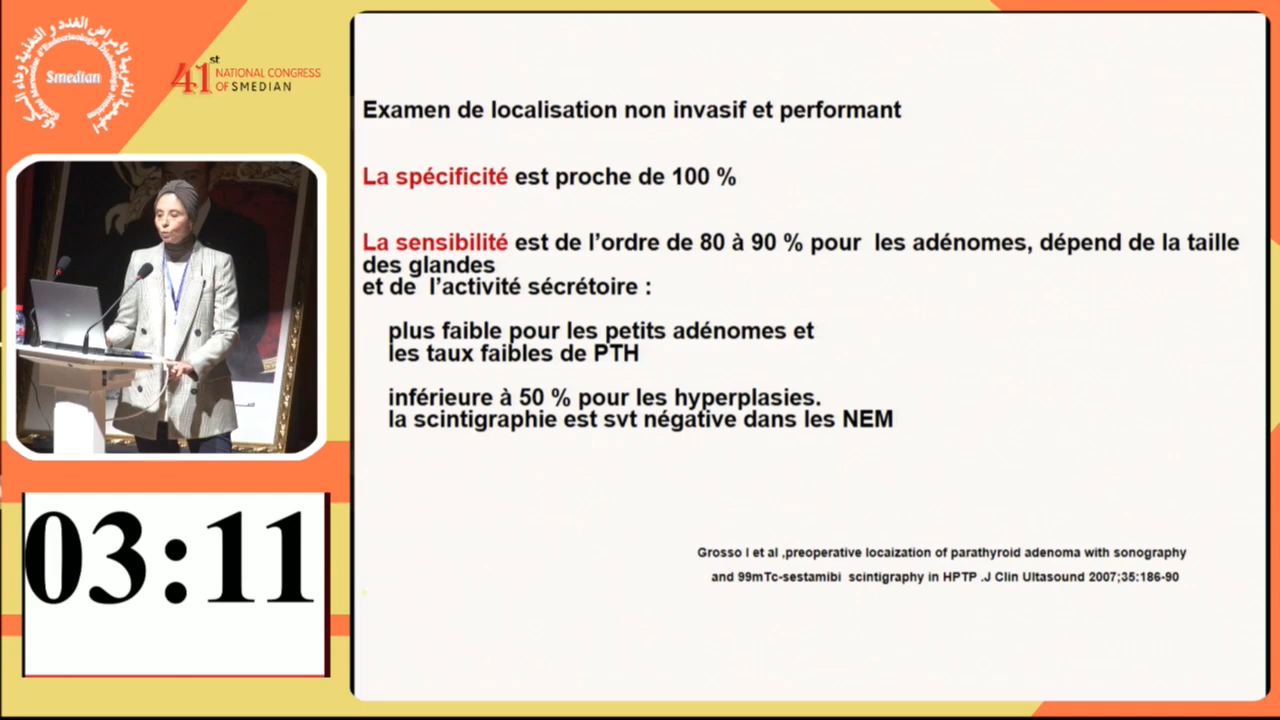 Smedian
41st NATIONAL CONGRESS
OF SMEDIAN
Examen de localisation non invasif et performant
La spécificité est proche de 100 %
La sensibilité est de l’ordre de 80 à 90 % pour les adénomes, dépend de la taille
des glandes
et de l’activité sécrétoire :
plus faible pour les petits adénomes et
les taux faibles de PTH
inférieure à 50 % pour les hyperplasies.
la scintigraphie est svt négative dans les NEM
Grosso I et al ,preoperative locaization of parathyroid adenoma with sonography
and 99mTc-sestamibi scintigraphy in HPTP .J Clin Ultasound 2007;35:186-90
03:11